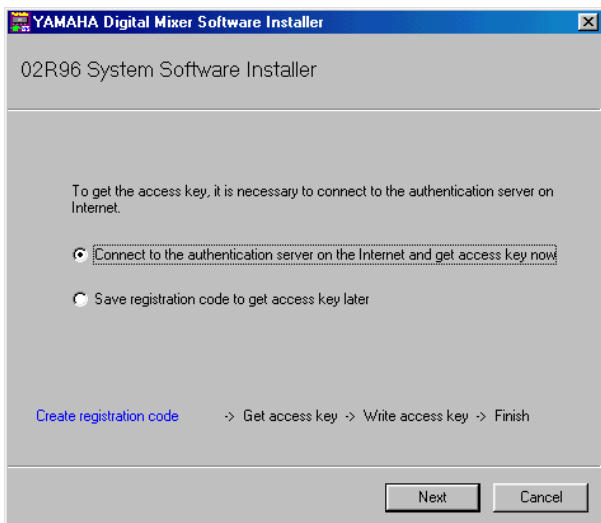 YAMAHA Digital Mixer Software Installer
02R96 System Software Installer
To get the access key, it is necessary to connect to the authentication server on
Internet.
Connect to the authentication server on the Internet and get access key now
Save registration code to get access key later
Create registration code -> Get access key -> Write access key -> Finish
Next Cancel